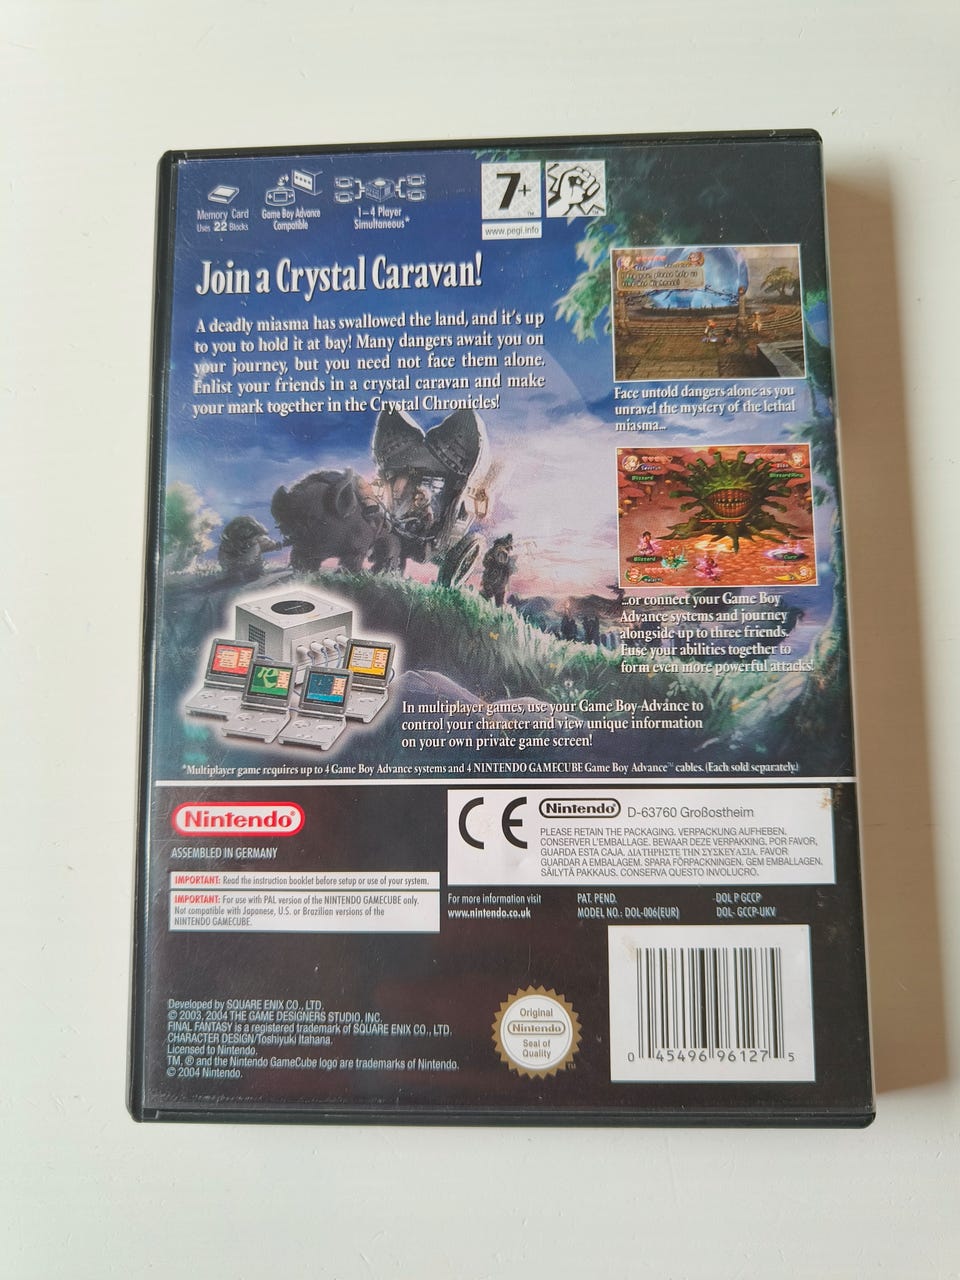 Memory Card
Uses 22 Blocks
Game Boy Advance
Compatible
1–4 Player
Simultaneous*
7+
™
www.pegi.info
™
Join a Crystal Caravan!
A deadly miasma has swallowed the land, and it's up
to you to hold it at bay! Many dangers await you on
your journey, but you need not face them alone.
Enlist your friends in a crystal caravan and make
your mark together in the Crystal Chronicles!
Face untold dangers alone as you
unravel the mystery of the lethal
miasma...
Blizzard
Blizzard
Cure
...or connect your Game Boy
Advance systems and journey
alongside up to three friends.
Fuse your abilities together to
form even more powerful attacks!
In multiplayer games, use your Game Boy Advance to
control your character and view unique information
on your own private game screen!
*Multiplayer game requires up to 4 Game Boy Advance systems and 4 NINTENDO GAMECUBE Game Boy Advance™ cables. (Each sold separately.)
Nintendo®
ASSEMBLED IN GERMANY
IMPORTANT: Read the instruction booklet before setup or use of your system.
IMPORTANT: For use with PAL version of the NINTENDO GAMECUBE only.
Not compatible with Japanese, U.S. or Brazilian versions of the
NINTENDO GAMECUBE.
CE
Nintendo® D-63760 Großostheim
PLEASE RETAIN THE PACKAGING. VERPACKUNG AUFHEBEN.
CONSERVER L'EMBALLAGE. BEWAAR DEZE VERPAKKING. POR FAVOR,
GUARDA ESTA CAJA. ΔΙΑΤΗΡΗΣΤΕ ΤΗΝ ΣΥΣΚΕΥΑΣΙΑ. FAVOR
GUARDAR A EMBALAGEM. SPARA FÖRPACKNINGEN. GEM EMBALLAGEN.
SÄILYTÄ PAKKAUS. CONSERVA QUESTO INVOLUCRO.
For more information visit
www.nintendo.co.uk
PAT. PEND.
MODEL NO.: DOL-006(EUR)
-DOL P GCCP
DOL- GCCP-UKV
Developed by SQUARE ENIX CO., LTD.
© 2003, 2004 THE GAME DESIGNERS STUDIO, INC.
FINAL FANTASY is a registered trademark of SQUARE ENIX CO., LTD.
CHARACTER DESIGN/Toshiyuki Itahana.
Licensed to Nintendo.
TM, ® and the Nintendo GameCube logo are trademarks of Nintendo.
© 2004 Nintendo.
Original
Nintendo
Seal of
Quality
™
0 45496 96127 5